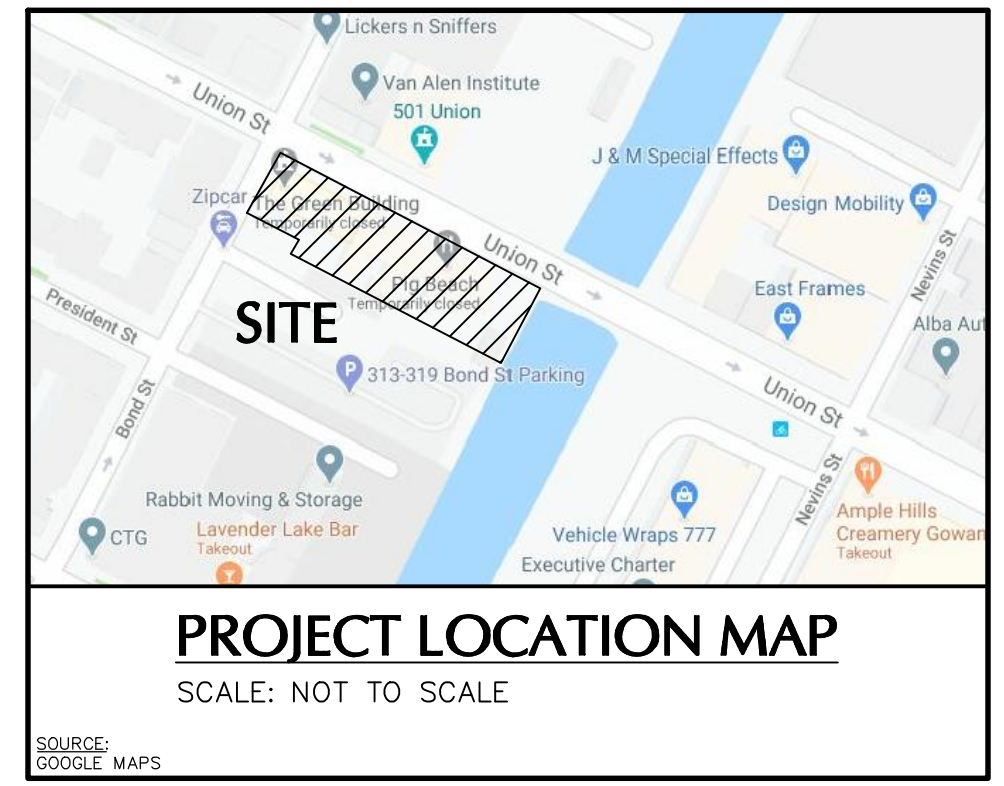 Lickers n Sniffers
Van Alen Institute
501 Union
Union St
J & M Special Effects
Zipcar
The Green Building
Temporarily closed
Design Mobility
Union St
Nevins St
Pig Beach
Temporarily closed
East Frames
President St
SITE
Alba Aut
313-319 Bond St Parking
Bond St
Union St
Rabbit Moving & Storage
Nevins St
CTG
Lavender Lake Bar
Takeout
Vehicle Wraps 777
Executive Charter
Ample Hills
Creamery Gowan
Takeout
PROJECT LOCATION MAP
SCALE: NOT TO SCALE
SOURCE:
GOOGLE MAPS